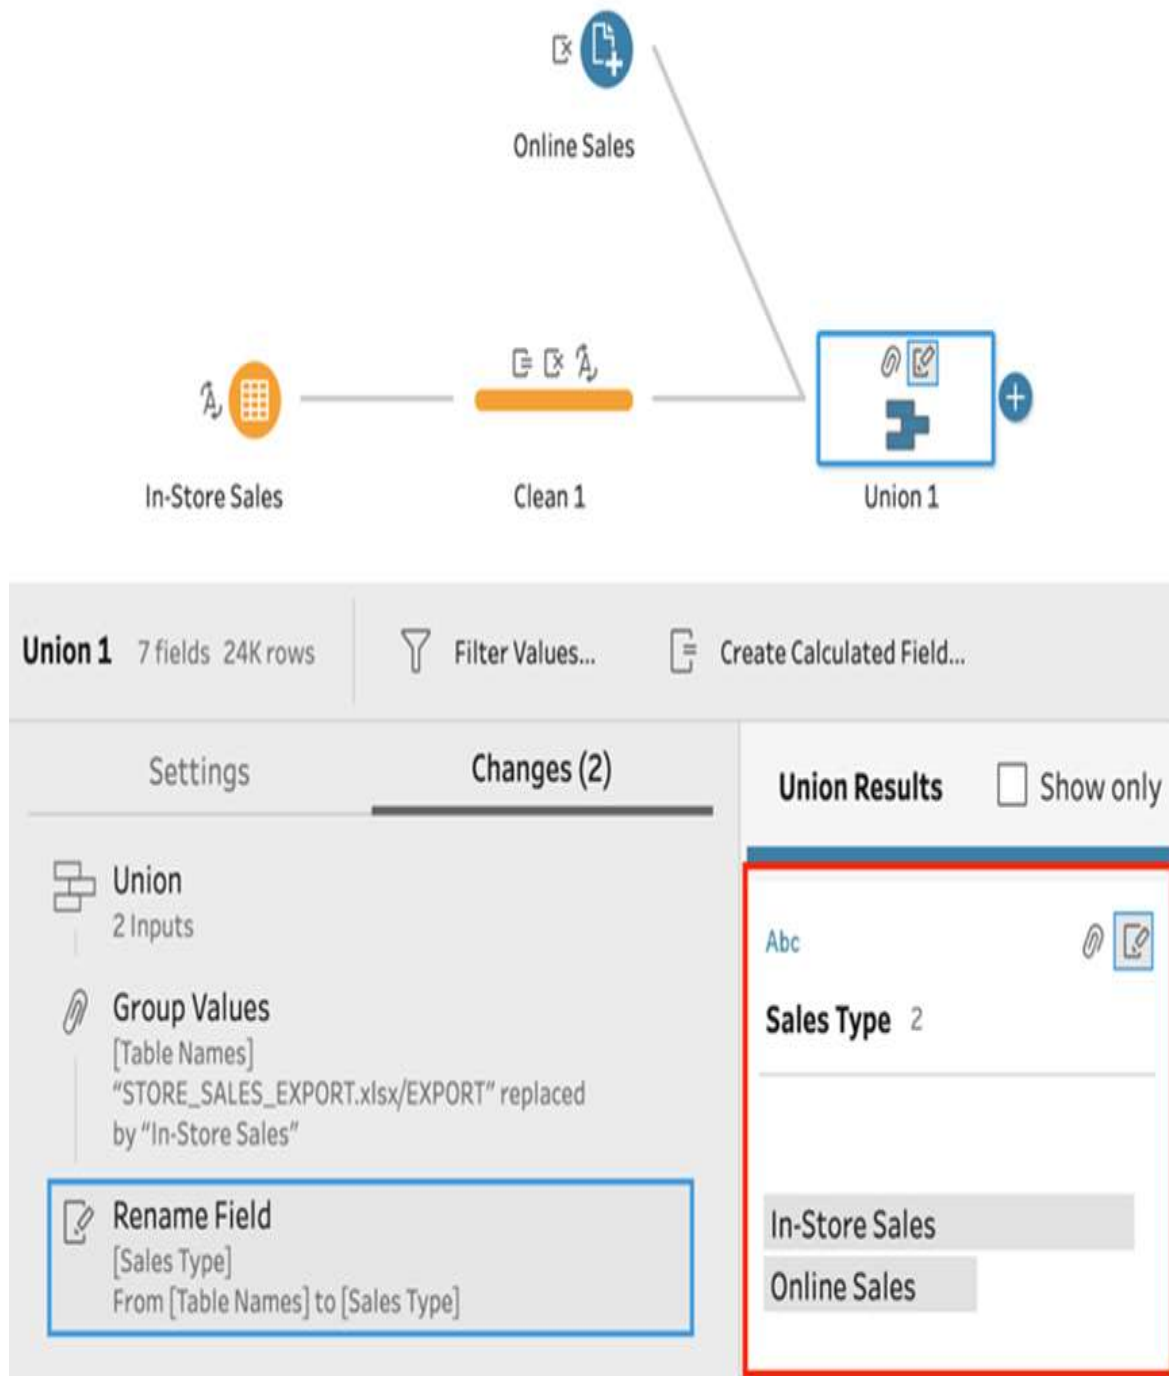 Online Sales
In-Store Sales
Clean 1
Union 1
Union 1 7 fields 24K rows
Filter Values...
Create Calculated Field...
Settings
Changes (2)
Union
2 Inputs
Group Values
[Table Names]
“STORE_SALES_EXPORT.xlsx/EXPORT” replaced
by “In-Store Sales”
Rename Field
[Sales Type]
From [Table Names] to [Sales Type]
Union Results
Show only
Abc
Sales Type 2
In-Store Sales
Online Sales